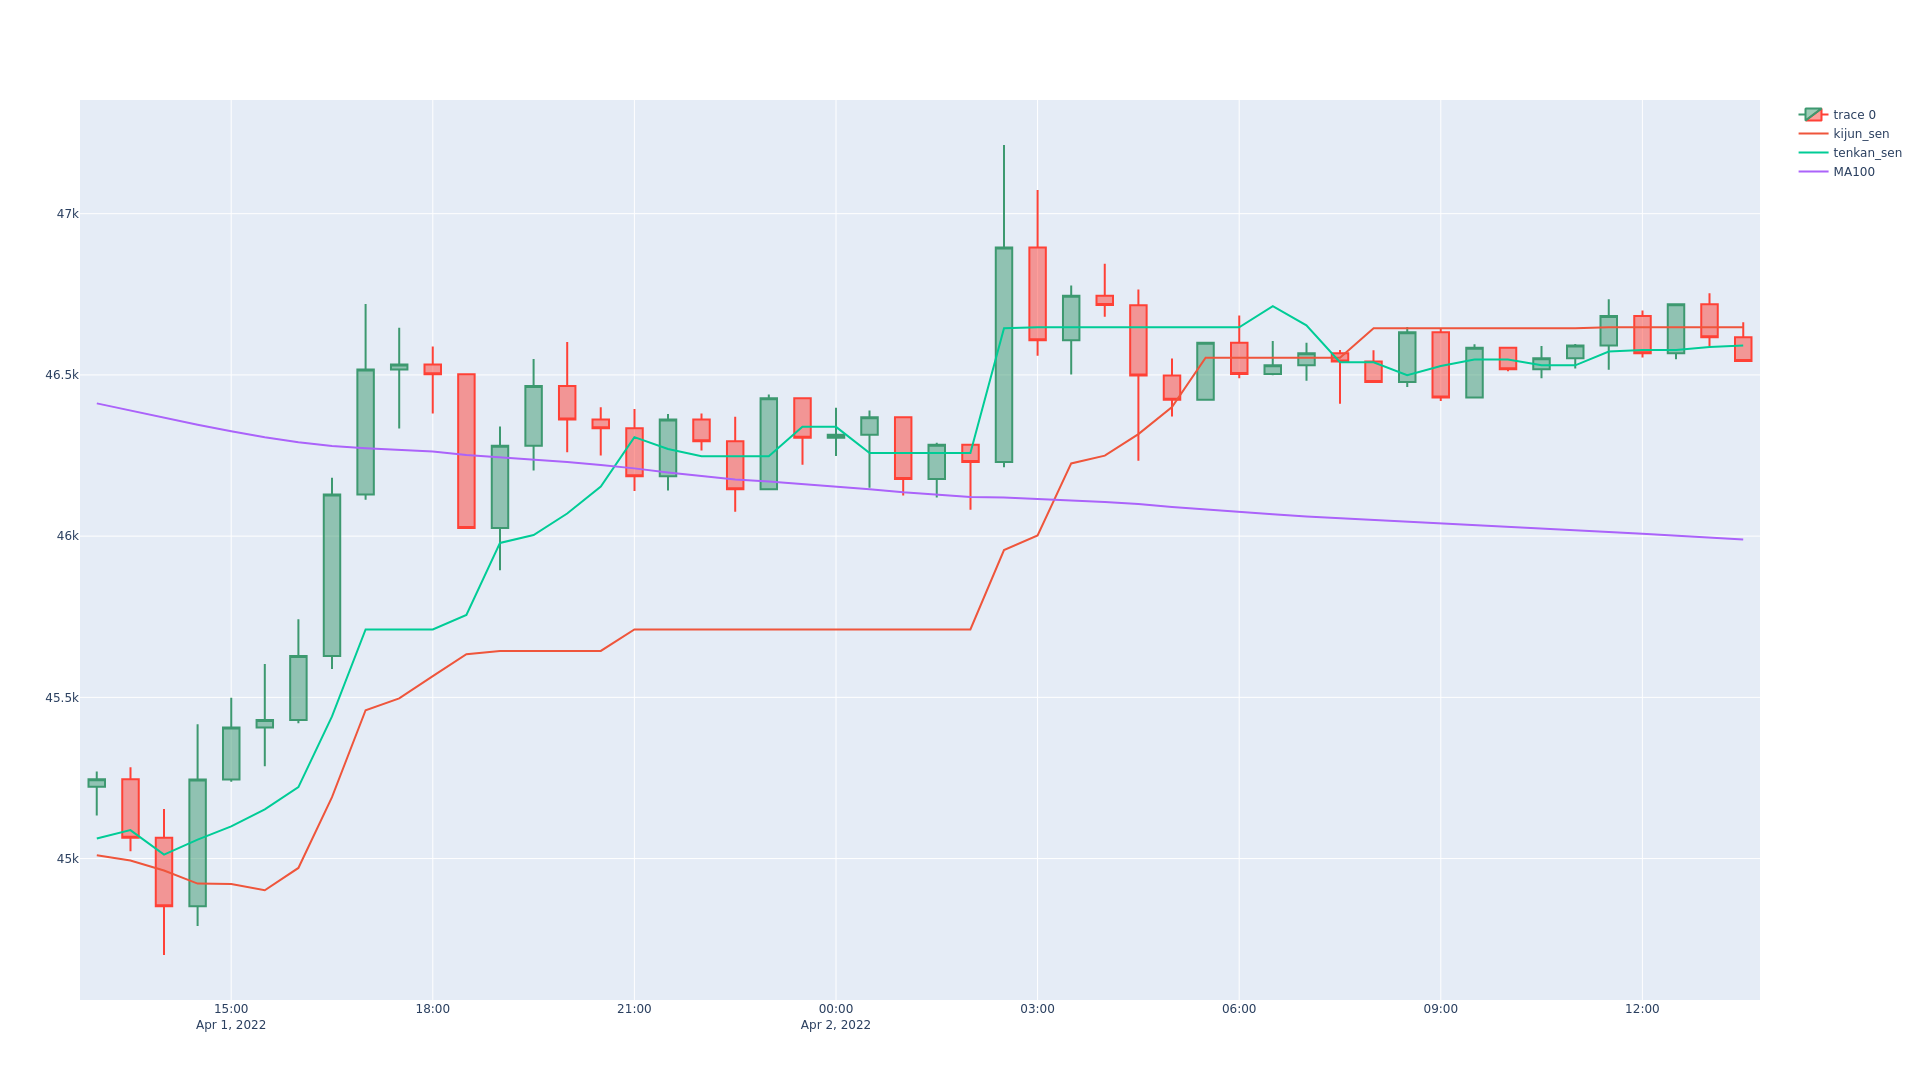 trace 0
kijun_sen
tenkan_sen
MA100
47k
46.5k
46k
45.5k
45k
15:00 18:00 21:00 00:00 03:00 06:00 09:00 12:00
Apr 1, 2022 Apr 2, 2022